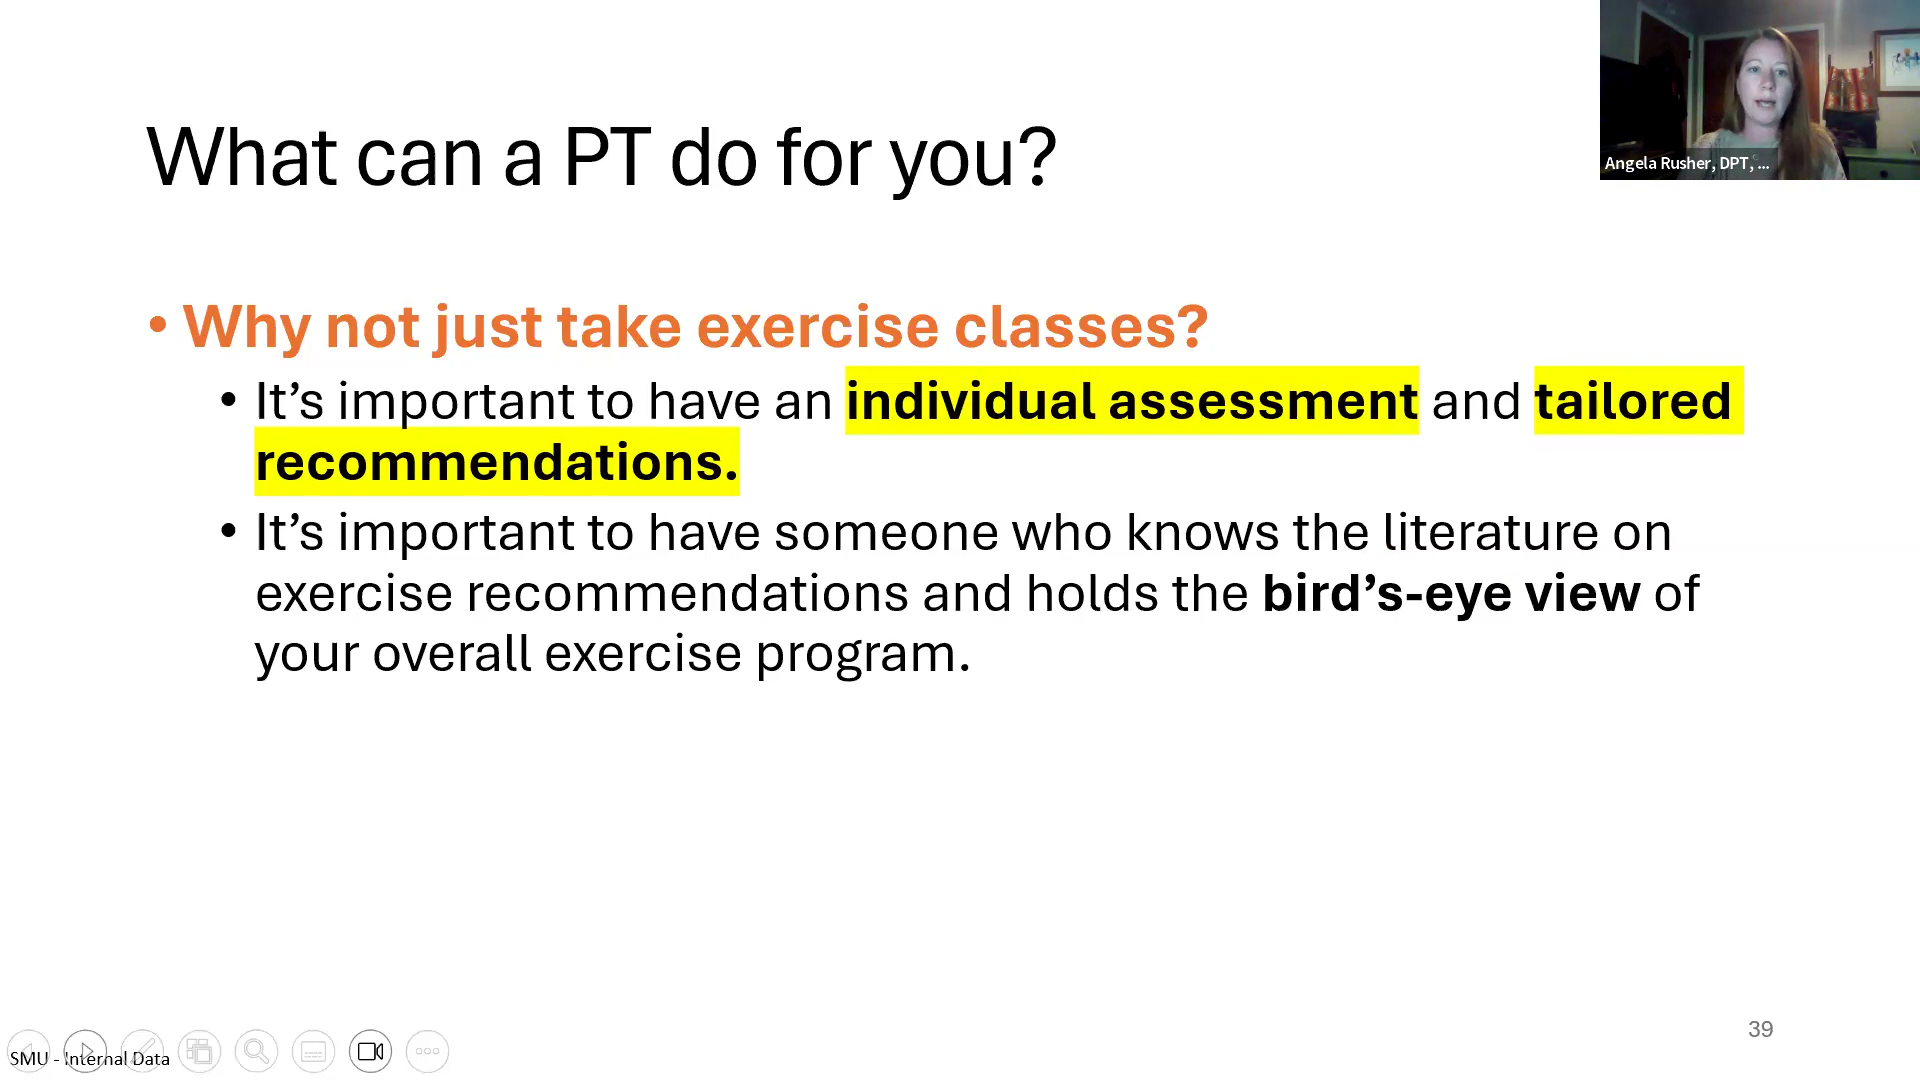 What can a PT do for you?
Angela Rusher, DPT, ...
• Why not just take exercise classes?
• It’s important to have an individual assessment and tailored
recommendations.
• It’s important to have someone who knows the literature on
exercise recommendations and holds the bird’s-eye view of
your overall exercise program.
39
SMU - Internal Data